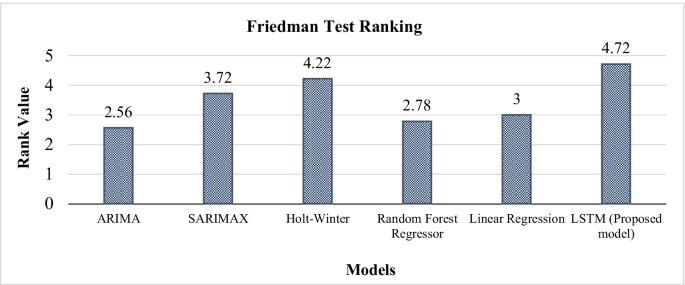 Friedman Test Ranking
Rank Value
5
4
3
2
1
0
2.56
3.72
4.22
2.78
3
4.72
ARIMA
SARIMAX
Holt-Winter
Random Forest
Regressor
Linear Regression
LSTM (Proposed
model)
Models